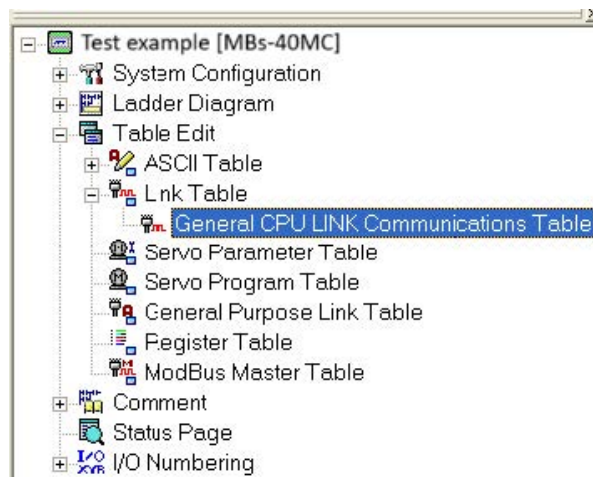 Test example [MBs-40MC]
System Configuration
Ladder Diagram
Table Edit
ASCII Table
Lnk Table
General CPU LINK Communications Table
Servo Parameter Table
Servo Program Table
General Purpose Link Table
Register Table
ModBus Master Table
Comment
Status Page
I/O Numbering